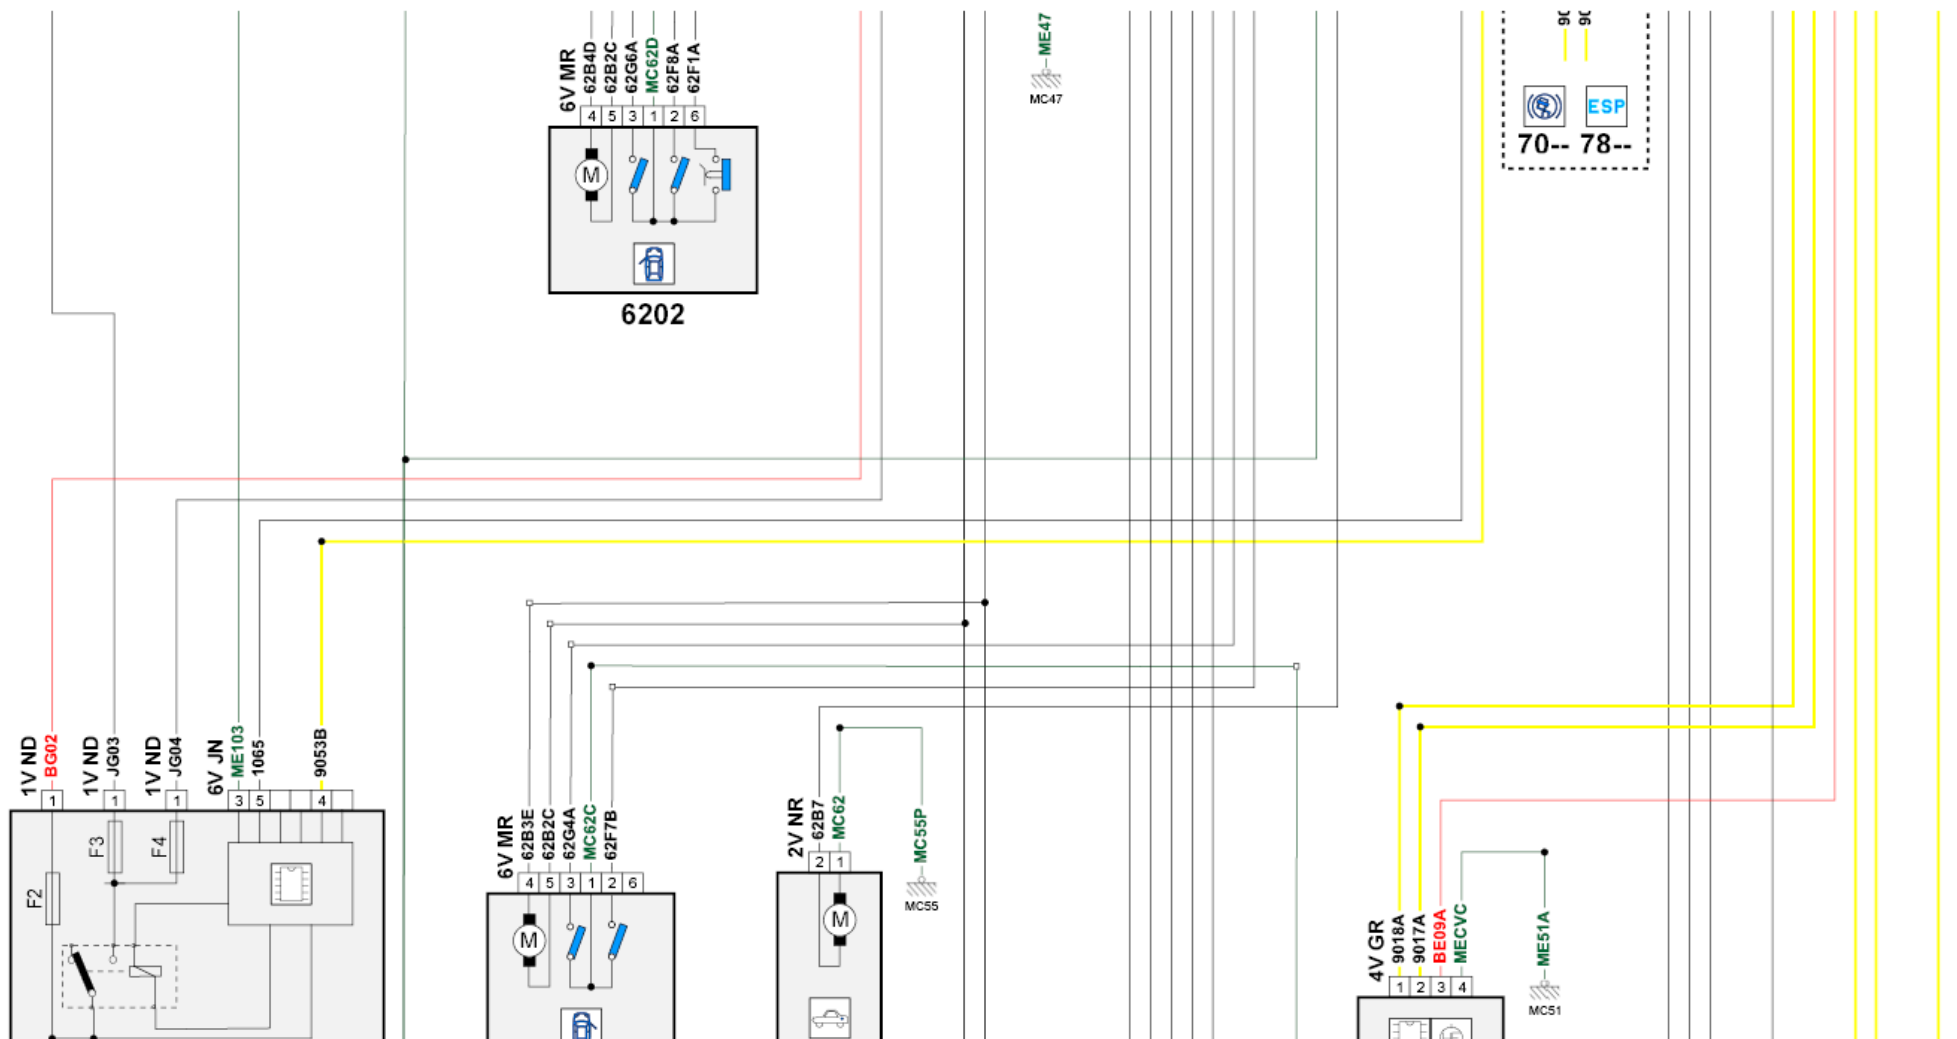 ME47
MC47
90
90
ESP
70-- 78--
6V MR
62B4D
62B2C
62G6A
MC62D
62F8A
62F1A
4 5 3 1 2 6
M
6202
1V ND
BG02
1V ND
JG03
1V ND
JG04
6V JN
ME103
1065
9053B
1 1 1 3 5 4
F2
F3
F4
6V MR
62B3E
62B2C
62G4A
MC62C
62F7B
4 5 3 1 2 6
M
2V NR
62B7
MC62
2 1
M
MC55P
MC55
4V GR
9018A
9017A
BE09A
MECVC
1 2 3 4
ME51A
MC51